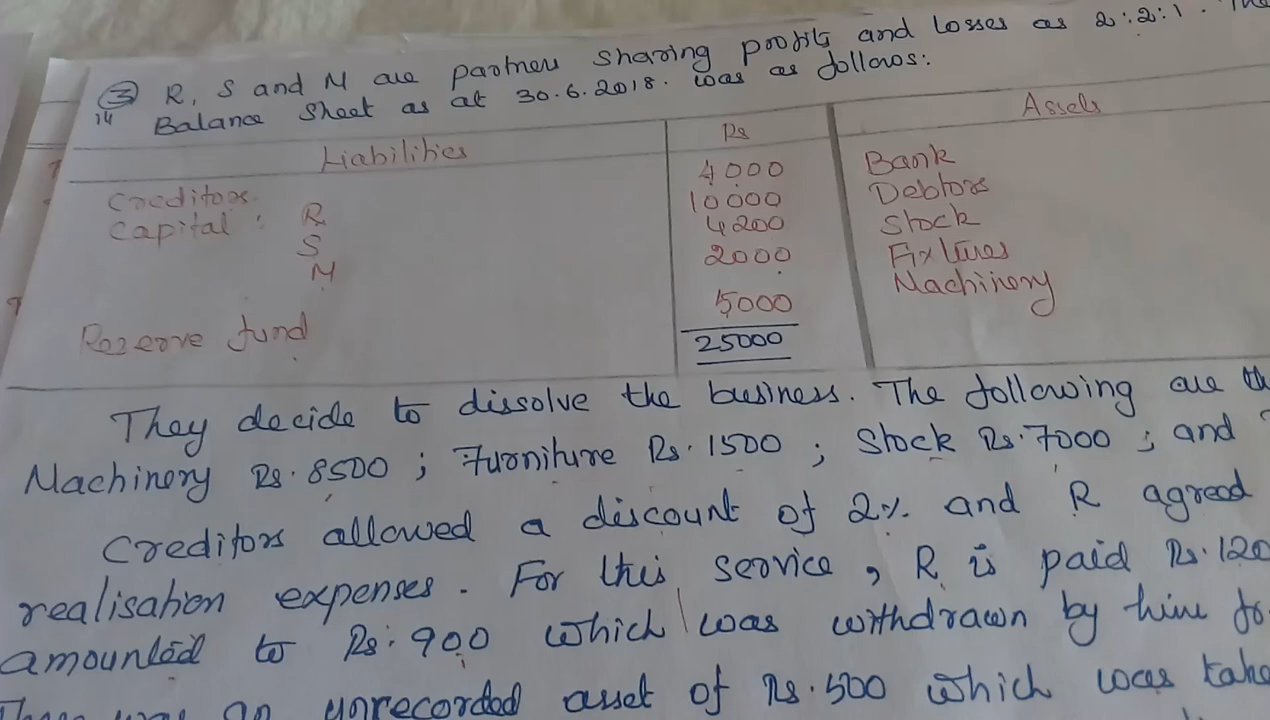 ③ R, S and M are partners sharing profits and losses as 2:2:1. The
14 Balance Sheet as at 30.6.2018. was as follows:
Liabilities Rs Assels
Creditors. 4000 Bank
Capital : R 10000 Debtors
S 4200 Stock
M 2000 Fixtures
Machinery
Reserve fund 5000
25000
They decide to dissolve the business. The following are
Machinery Rs. 8500 ; Furniture Rs. 1500 ; Stock Rs. 7000 ; and
Creditors allowed a discount of 2% and R agreed
realisation expenses. For this service, R is paid Rs. 120
amounted to Rs. 900 which was withdrawn by him
an unrecorded asset of Rs. 500 which was